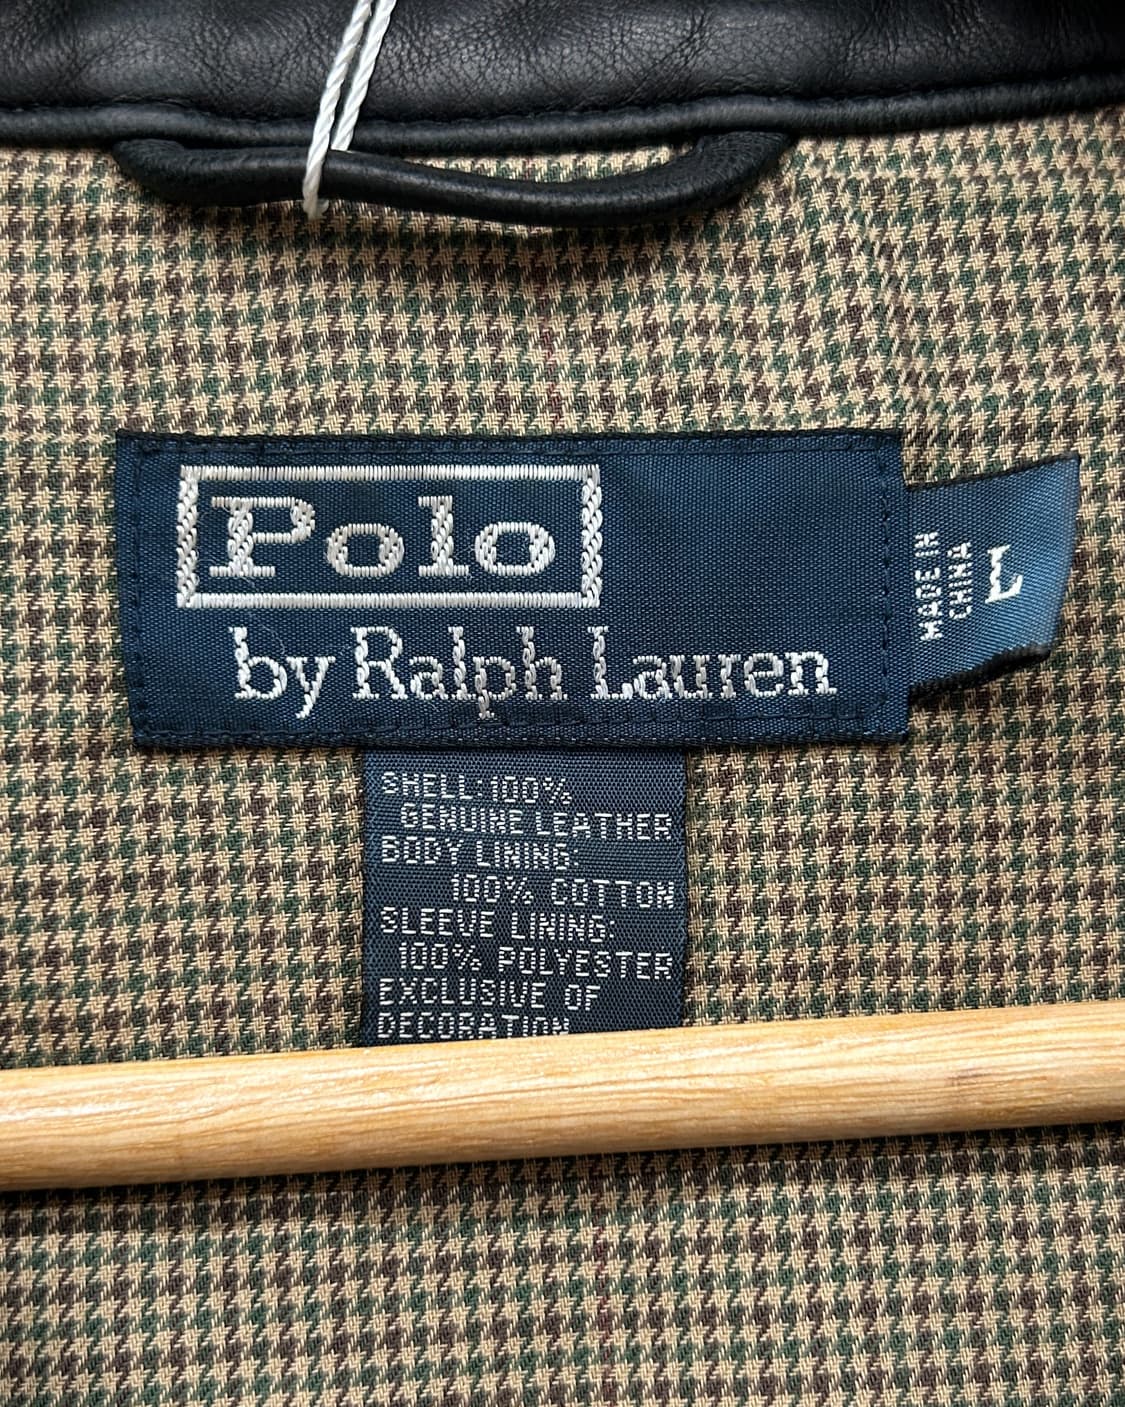 Polo
by Ralph Lauren
MADE IN
CHINA
L
SHELL: 100%
GENUINE LEATHER
BODY LINING:
100% COTTON
SLEEVE LINING:
100% POLYESTER
EXCLUSIVE OF
DECORATION